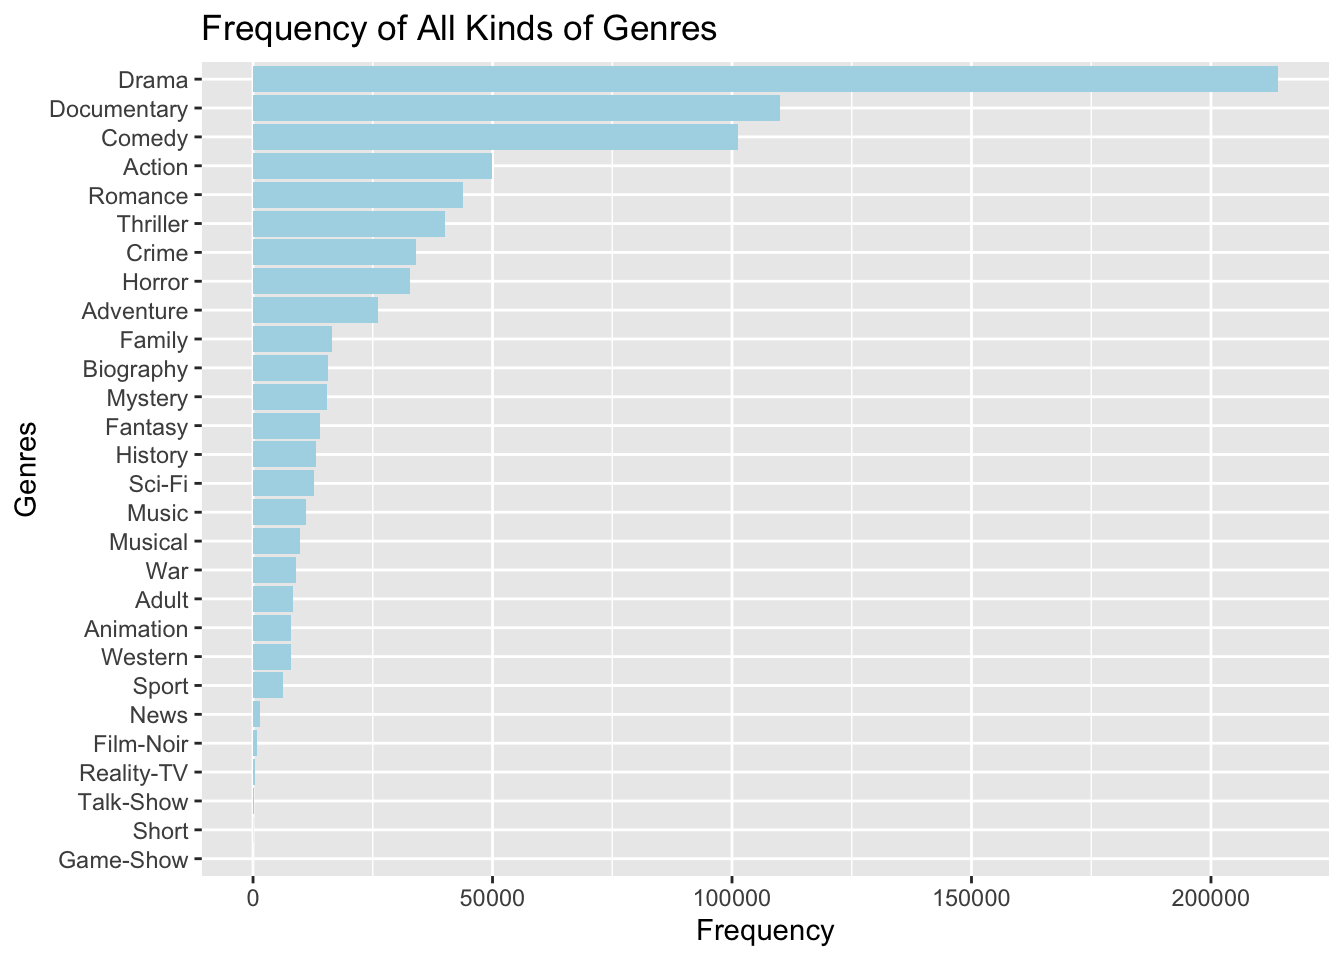 Frequency of All Kinds of Genres
Drama
Documentary
Comedy
Action
Romance
Thriller
Crime
Horror
Adventure
Family
Biography
Mystery
Fantasy
History
Sci-Fi
Music
Musical
War
Adult
Animation
Western
Sport
News
Film-Noir
Reality-TV
Talk-Show
Short
Game-Show
Genres
0 50000 100000 150000 200000
Frequency